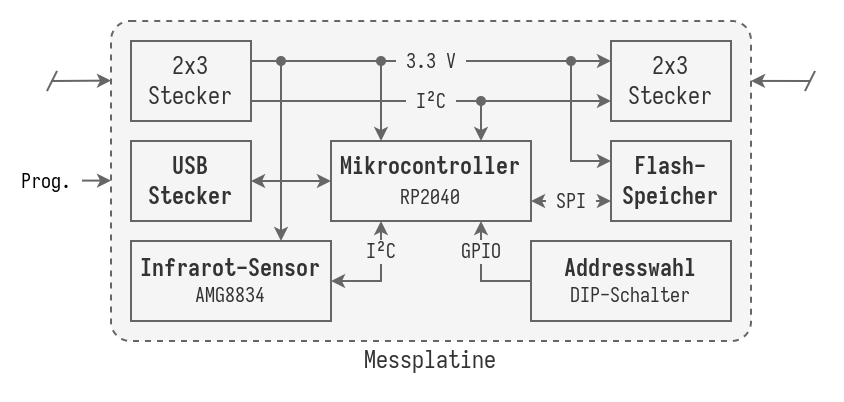 2x3
Stecker
3.3 V
I²C
2x3
Stecker
Prog.
USB
Stecker
Mikrocontroller
RP2040
SPI
Flash-
Speicher
Infrarot-Sensor
AMG8834
I²C
GPIO
Addresswahl
DIP-Schalter
Messplatine